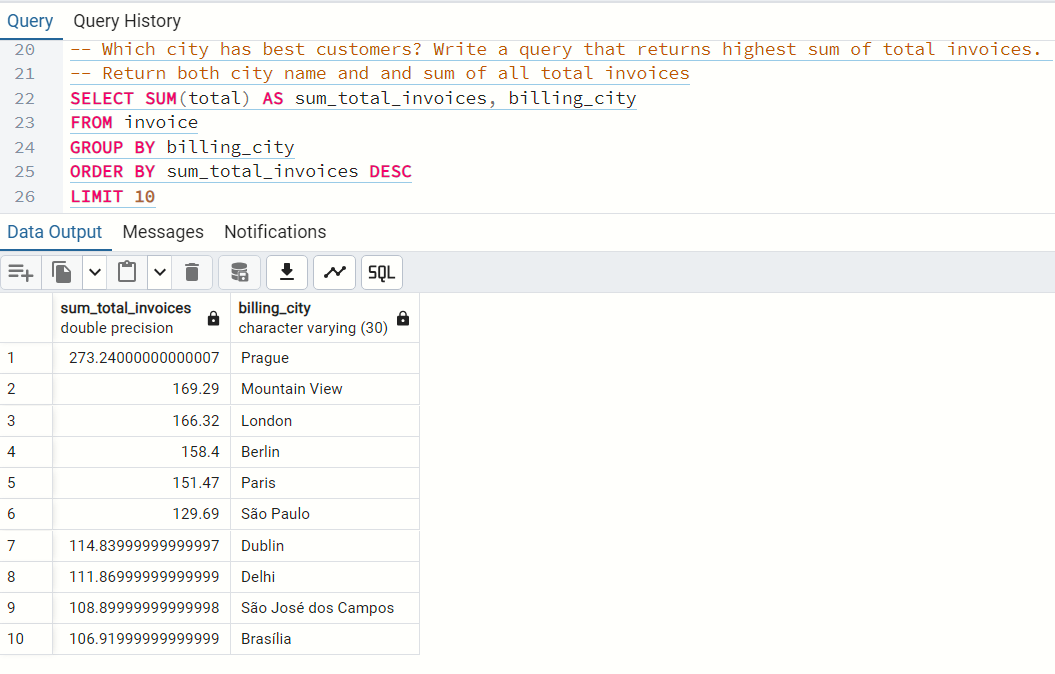 Query Query History
20 -- Which city has best customers? Write a query that returns highest sum of total invoices.
21 -- Return both city name and and sum of all total invoices
22 SELECT SUM(total) AS sum_total_invoices, billing_city
23 FROM invoice
24 GROUP BY billing_city
25 ORDER BY sum_total_invoices DESC
26 LIMIT 10
Data Output Messages Notifications
SQL
sum_total_invoices billing_city
double precision character varying (30)
1 273.24000000000007 Prague
2 169.29 Mountain View
3 166.32 London
4 158.4 Berlin
5 151.47 Paris
6 129.69 São Paulo
7 114.83999999999997 Dublin
8 111.86999999999999 Delhi
9 108.89999999999998 São José dos Campos
10 106.91999999999999 Brasília